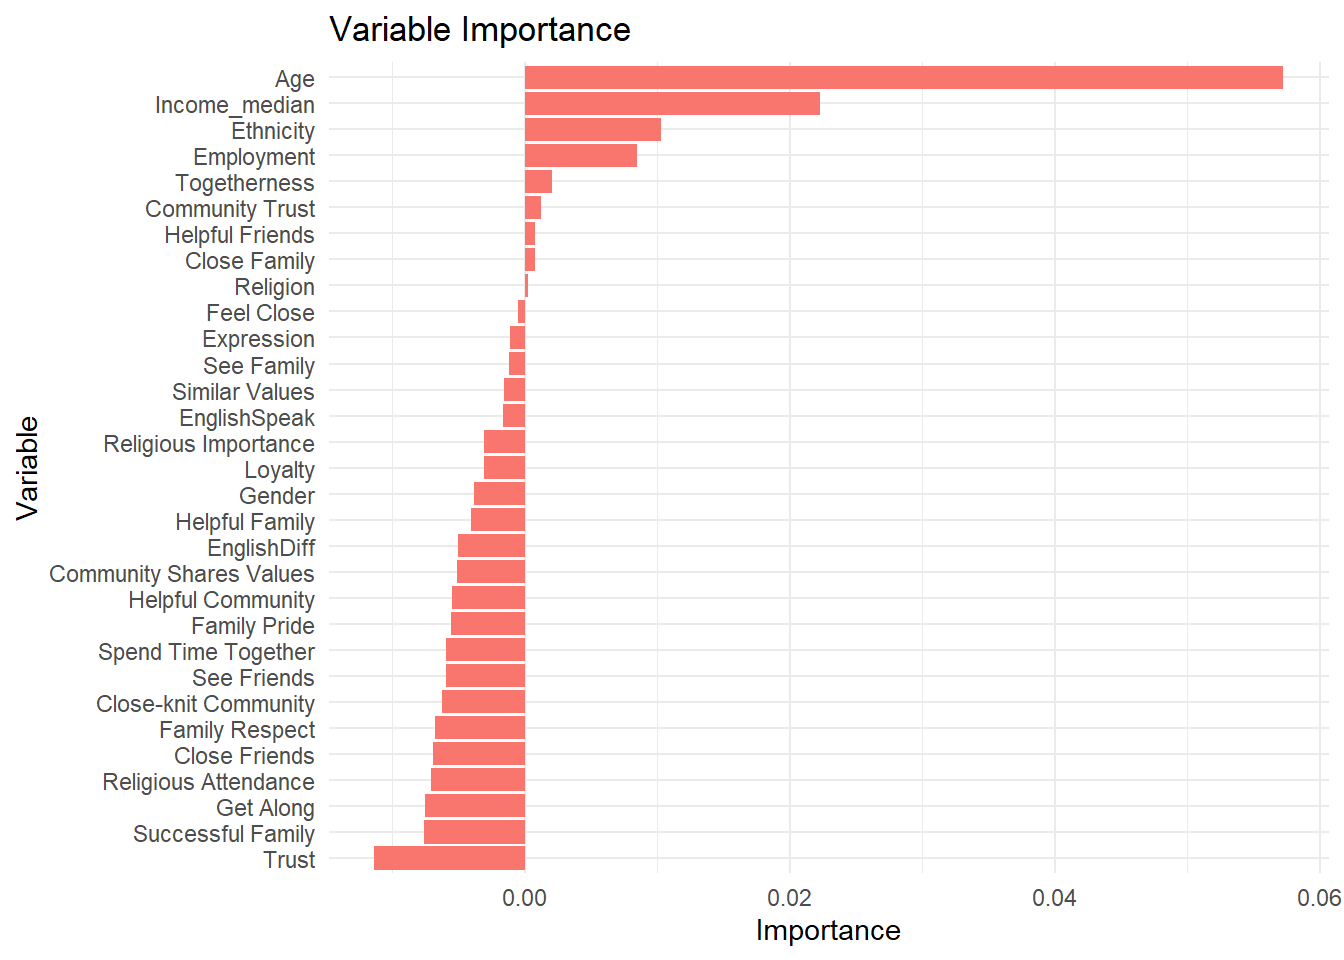 Variable Importance
Age
Income_median
Ethnicity
Employment
Togetherness
Community Trust
Helpful Friends
Close Family
Religion
Feel Close
Expression
See Family
Similar Values
EnglishSpeak
Religious Importance
Loyalty
Gender
Helpful Family
EnglishDiff
Community Shares Values
Helpful Community
Family Pride
Spend Time Together
See Friends
Close-knit Community
Family Respect
Close Friends
Religious Attendance
Get Along
Successful Family
Trust
Variable
0.00 0.02 0.04 0.06
Importance